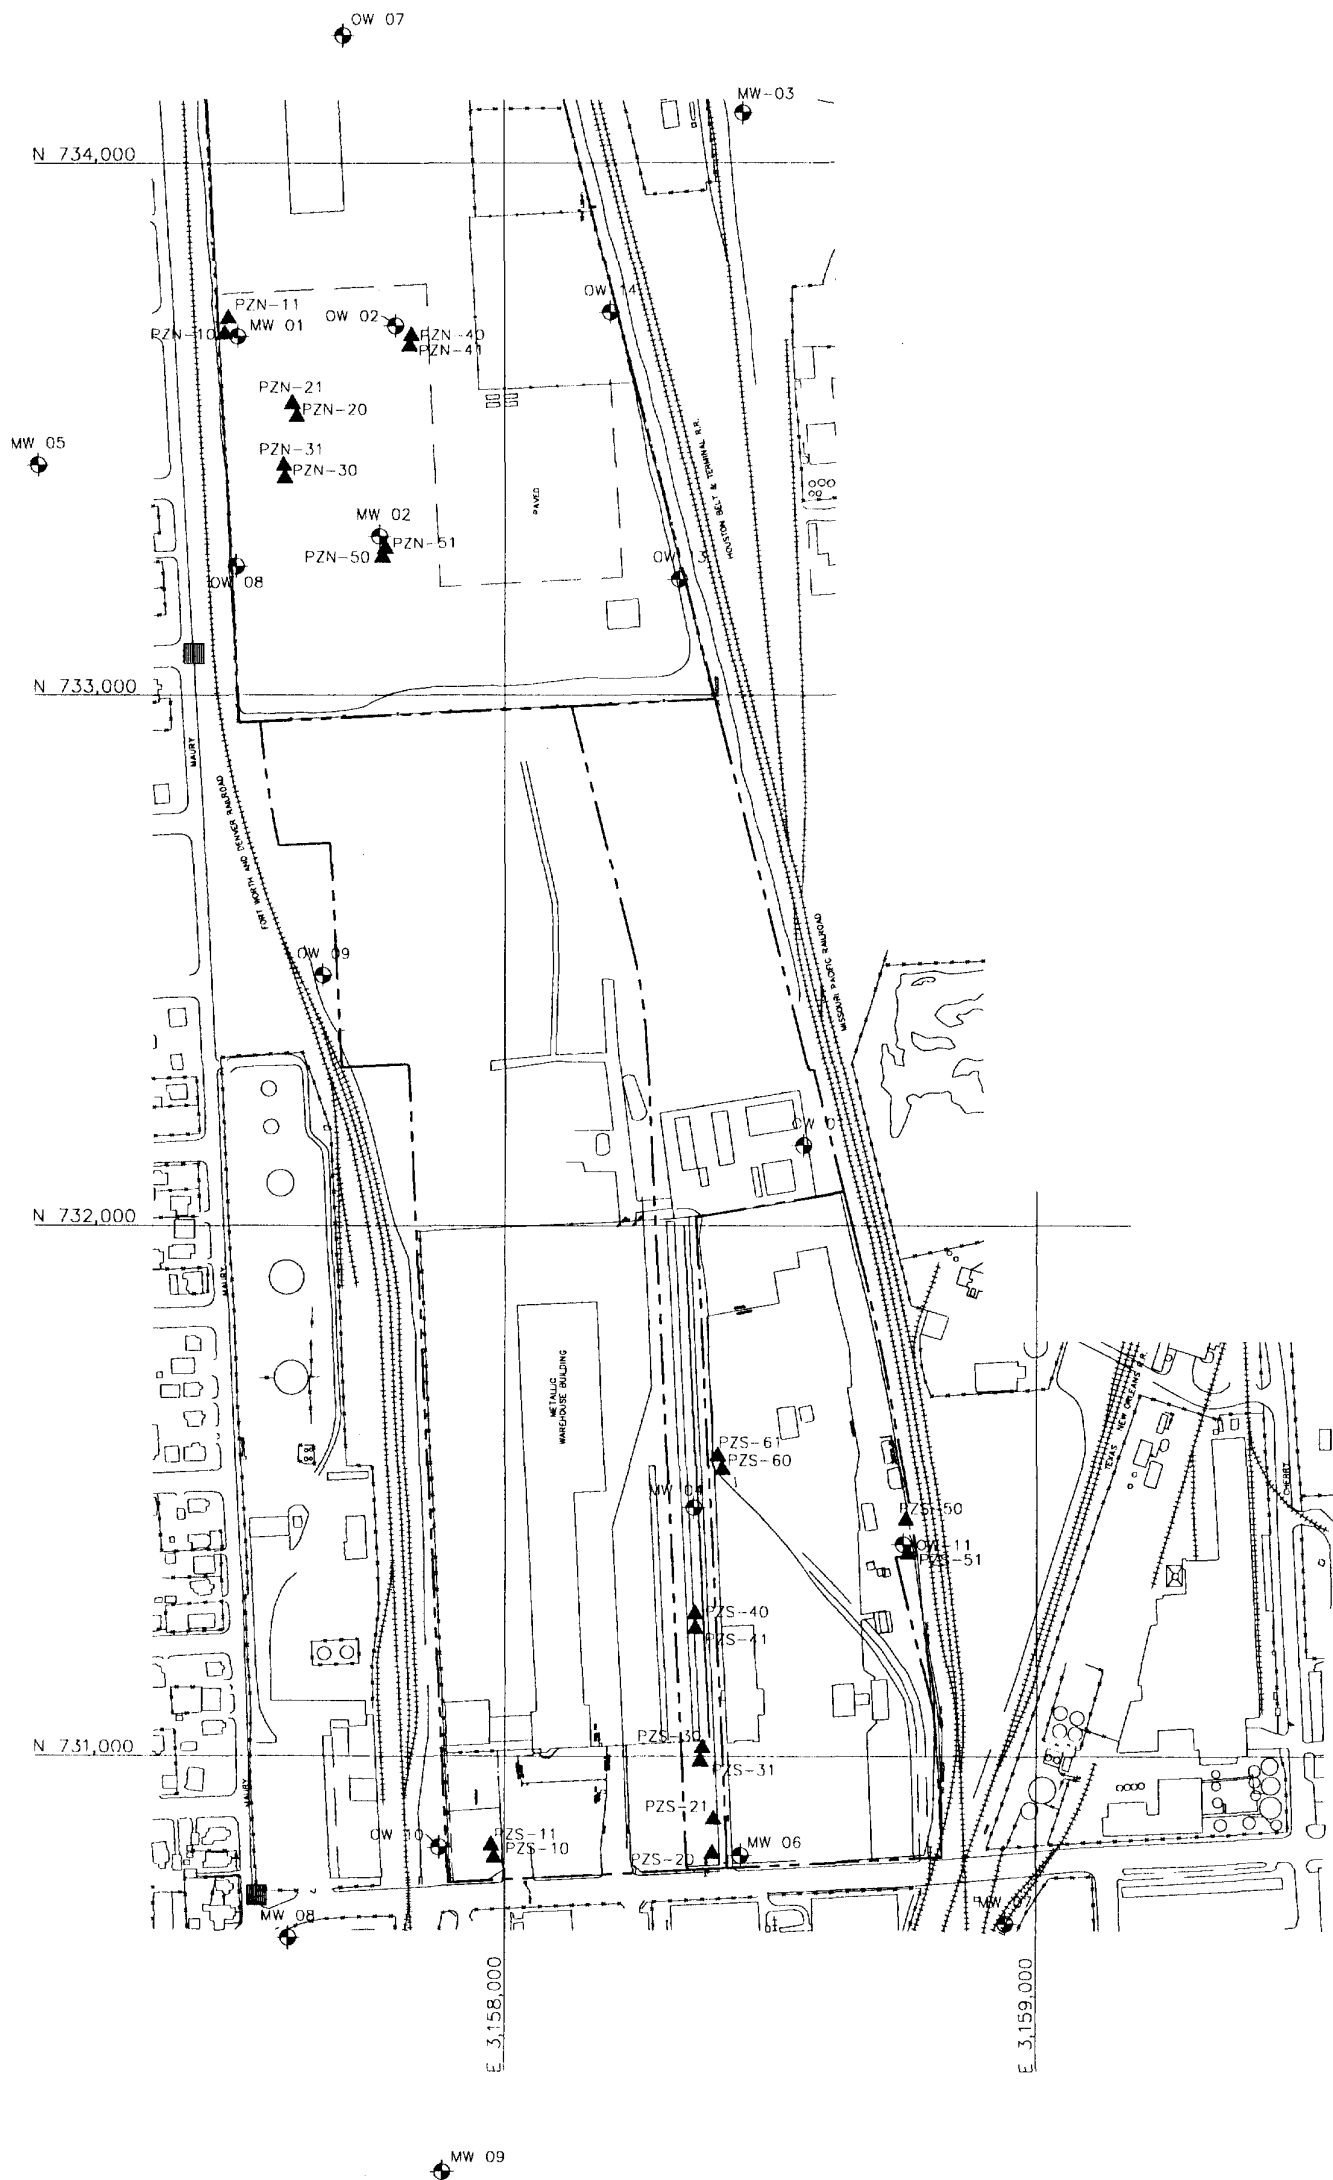 OW 07
MW-03
N 734,000
OW 14
PZN-11
OW 02
MW 01
PZN-10
PZN-40
PZN-41
PZN-21
PZN-20
MW 05
PZN-31
PZN-30
HOUSTON BELT & TERMINAL R.R.
PAVED
MW 02
PZN-51
PZN-50
OW 08
N 733,000
MAURY
FORT WORTH AND DENVER RAILROAD
MISSOURI PACIFIC RAILROAD
OW 09
N 732,000
MAURY
METALLIC
WAREHOUSE BUILDING
TEXAS NEW ORLEANS R.R.
PZS-61
PZS-60
CHERRY
PZS-50
OW-11
PZS-51
PZS-40
PZS-41
PZS-30
N 731,000
PZS-31
MAURY
PZS-21
OW 10
PZS-11
PZS-10
MW 06
PZS-20
MW 08
MW
E 3,158,000
E 3,159,000
MW 09